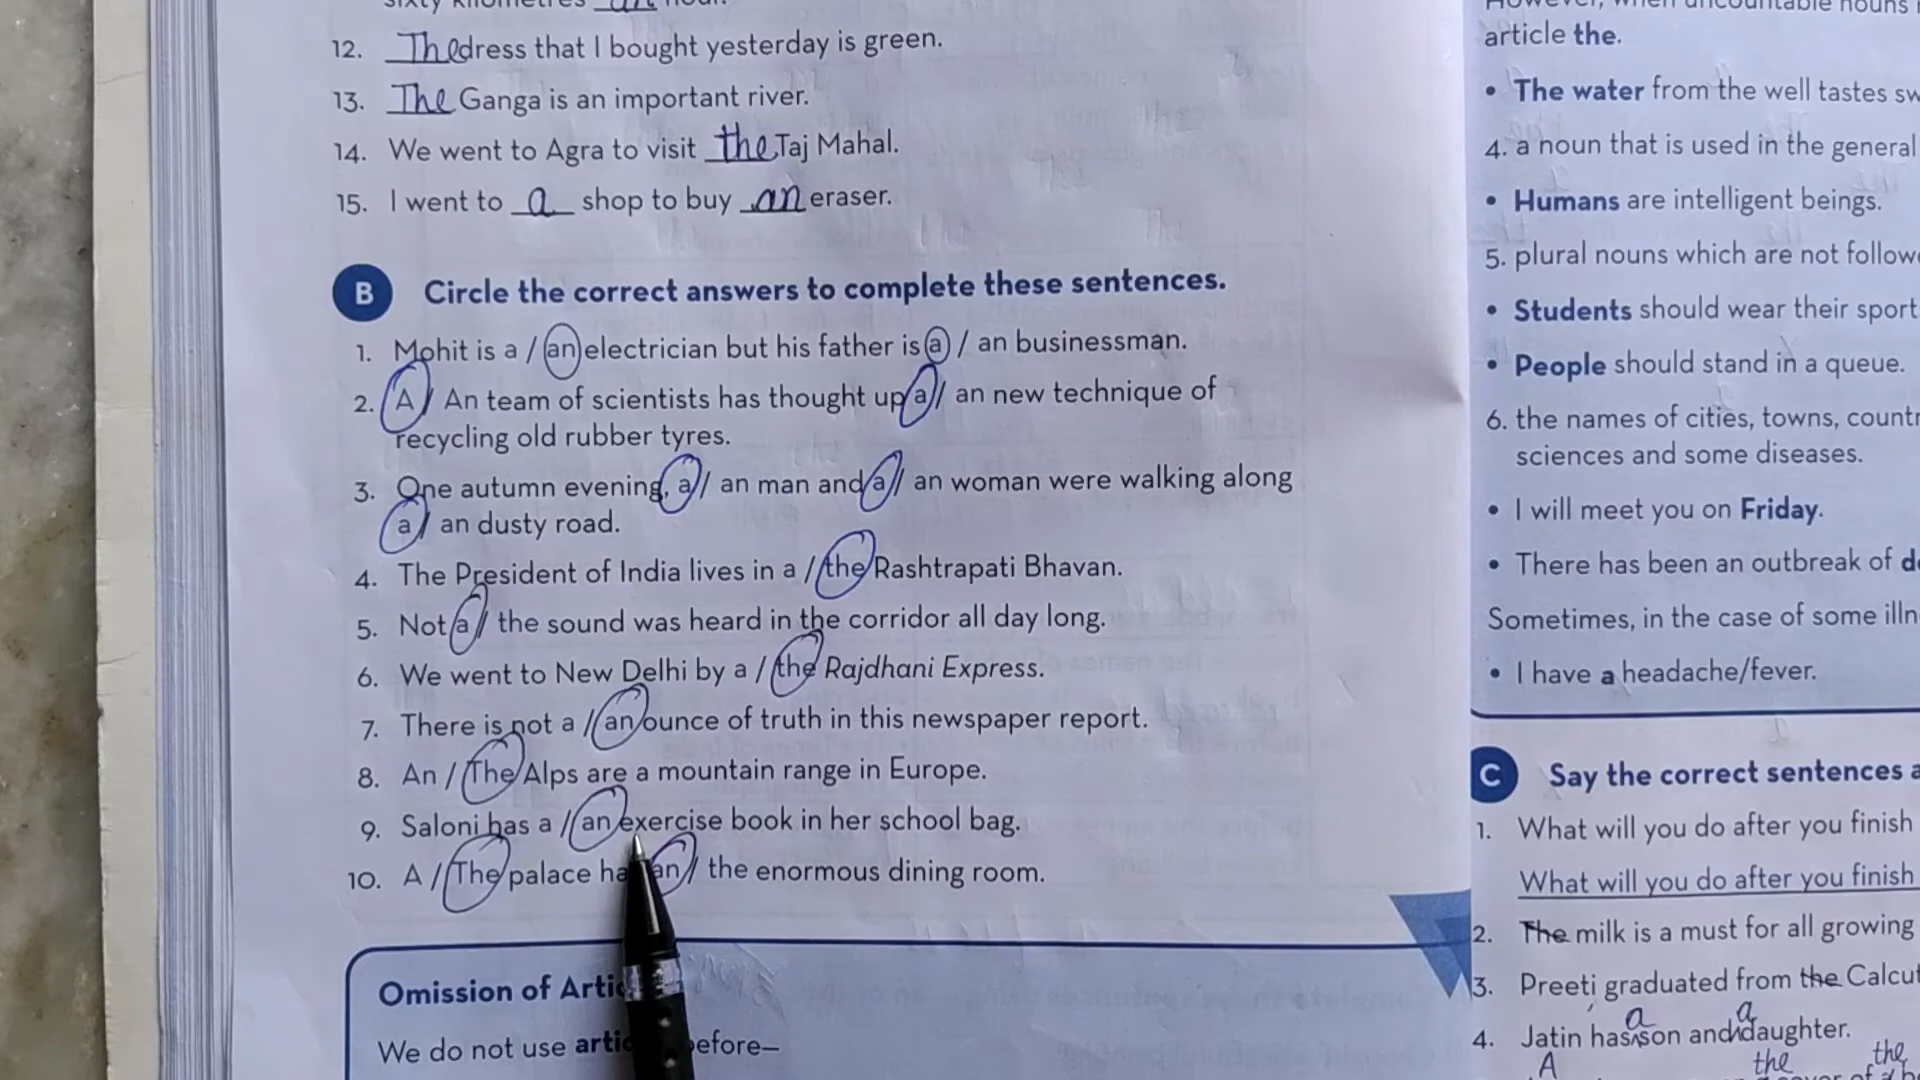 sixty kilometres an hour.
12. The dress that I bought yesterday is green.
13. The Ganga is an important river.
14. We went to Agra to visit the Taj Mahal.
15. I went to a shop to buy an eraser.
B Circle the correct answers to complete these sentences.
1. Mohit is a / an electrician but his father is a / an businessman.
2. A / An team of scientists has thought up a / an new technique of
recycling old rubber tyres.
3. One autumn evening, a / an man and a / an woman were walking along
a / an dusty road.
4. The President of India lives in a / the Rashtrapati Bhavan.
5. Not a / the sound was heard in the corridor all day long.
6. We went to New Delhi by a / the Rajdhani Express.
7. There is not a / an ounce of truth in this newspaper report.
8. An / The Alps are a mountain range in Europe.
9. Saloni has a / an exercise book in her school bag.
10. A / The palace ha an / the enormous dining room.
Omission of Artic
We do not use artic efore—
However, when uncountable nouns
article the.
• The water from the well tastes sw
4. a noun that is used in the general
• Humans are intelligent beings.
5. plural nouns which are not follow
• Students should wear their sport
• People should stand in a queue.
6. the names of cities, towns, countr
sciences and some diseases.
• I will meet you on Friday.
• There has been an outbreak of d
Sometimes, in the case of some illn
• I have a headache/fever.
C Say the correct sentences a
1. What will you do after you finish
What will you do after you finish
2. The milk is a must for all growing
3. Preeti graduated from the Calcut
a a
4. Jatin has son and daughter.
A the the